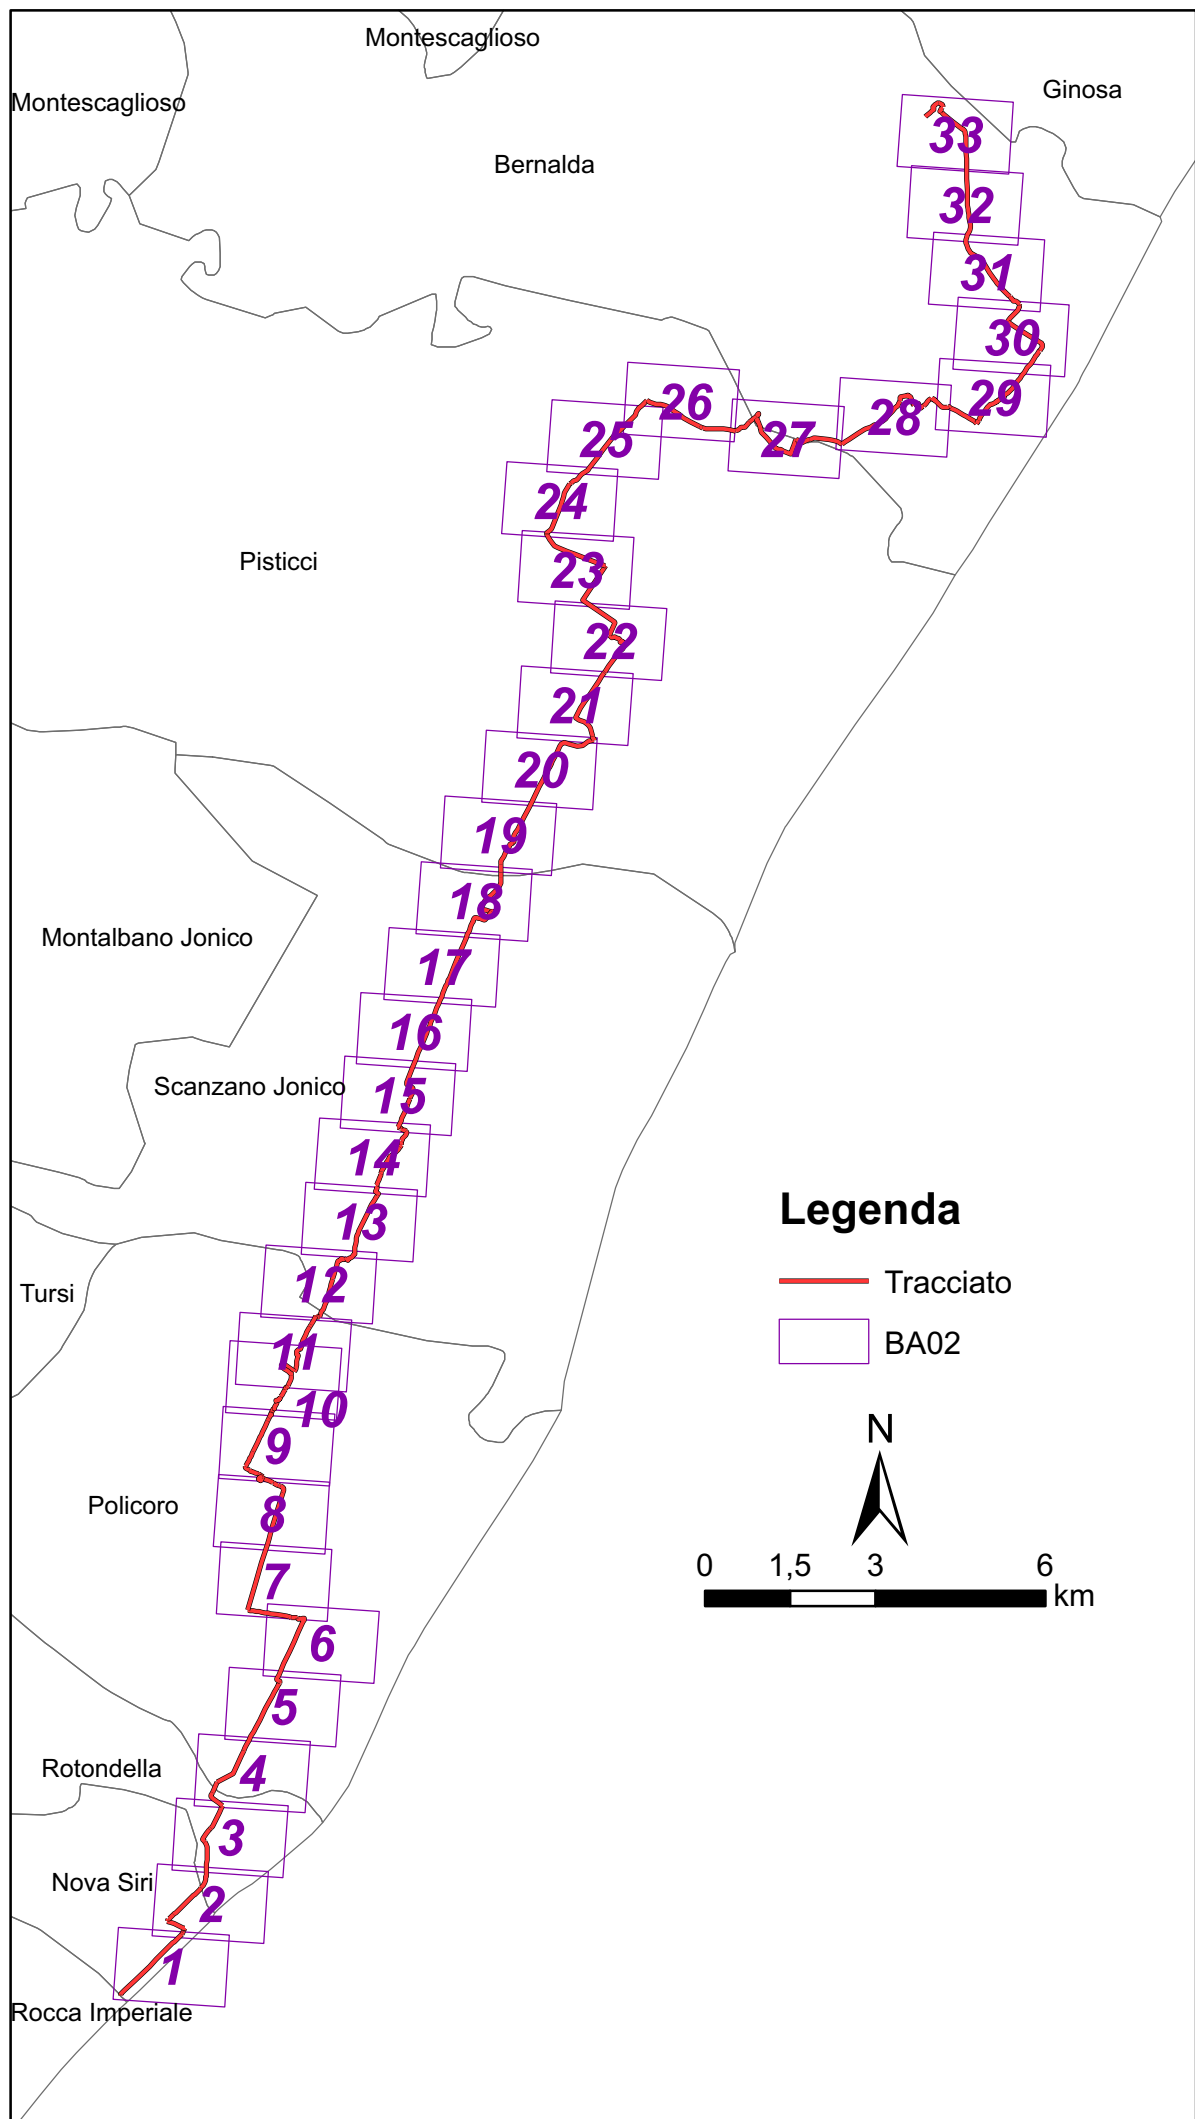 Montescaglioso
Ginosa
Montescaglioso
33
Bernalda
32
31
30
29
26
28
25
27
24
Pisticci
23
22
21
20
19
18
Montalbano Jonico
17
16
Scanzano Jonico
15
14
13
Legenda
12
Tursi
Tracciato
11
BA02
10
N
9
Policoro
8
0 1,5 3 6
km
7
6
5
Rotondella
4
3
Nova Siri
2
1
Rocca Imperiale